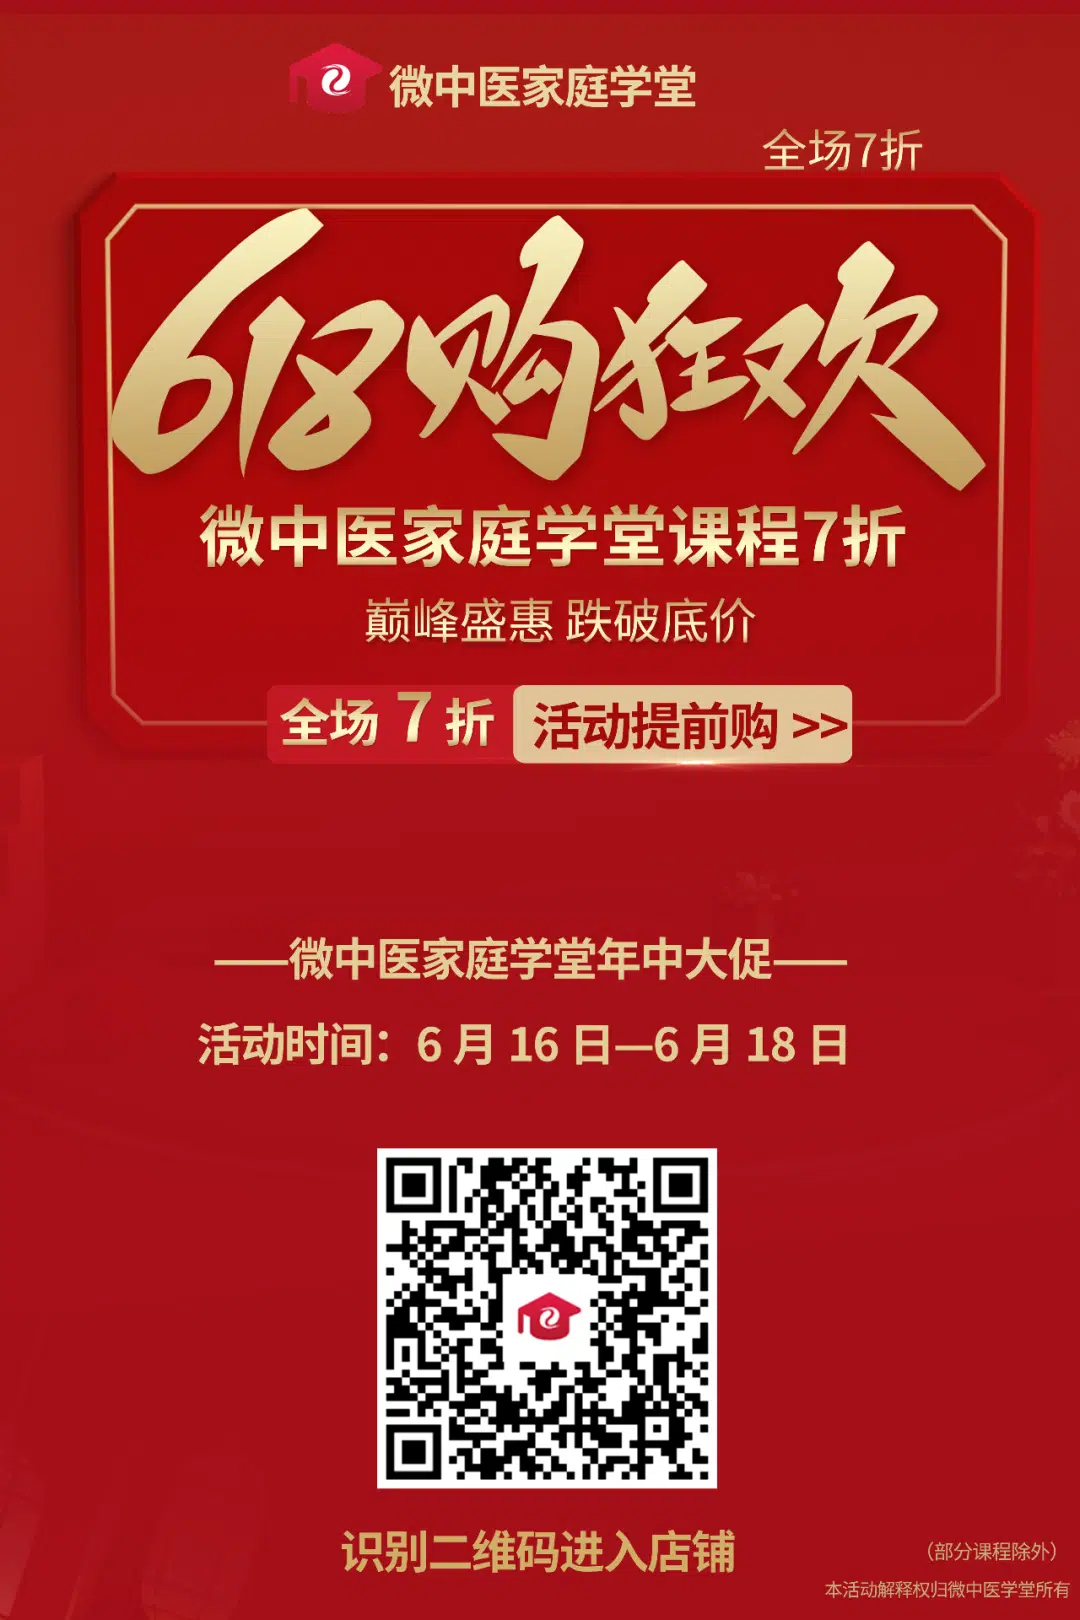 微中医家庭学堂
全场7折
618购狂欢
微中医家庭学堂课程7折
巅峰盛惠 跌破底价
全场 7 折 活动提前购 >>
——微中医家庭学堂年中大促——
活动时间：6 月 16 日—6 月 18 日
识别二维码进入店铺
（部分课程除外）
本活动解释权归微中医学堂所有